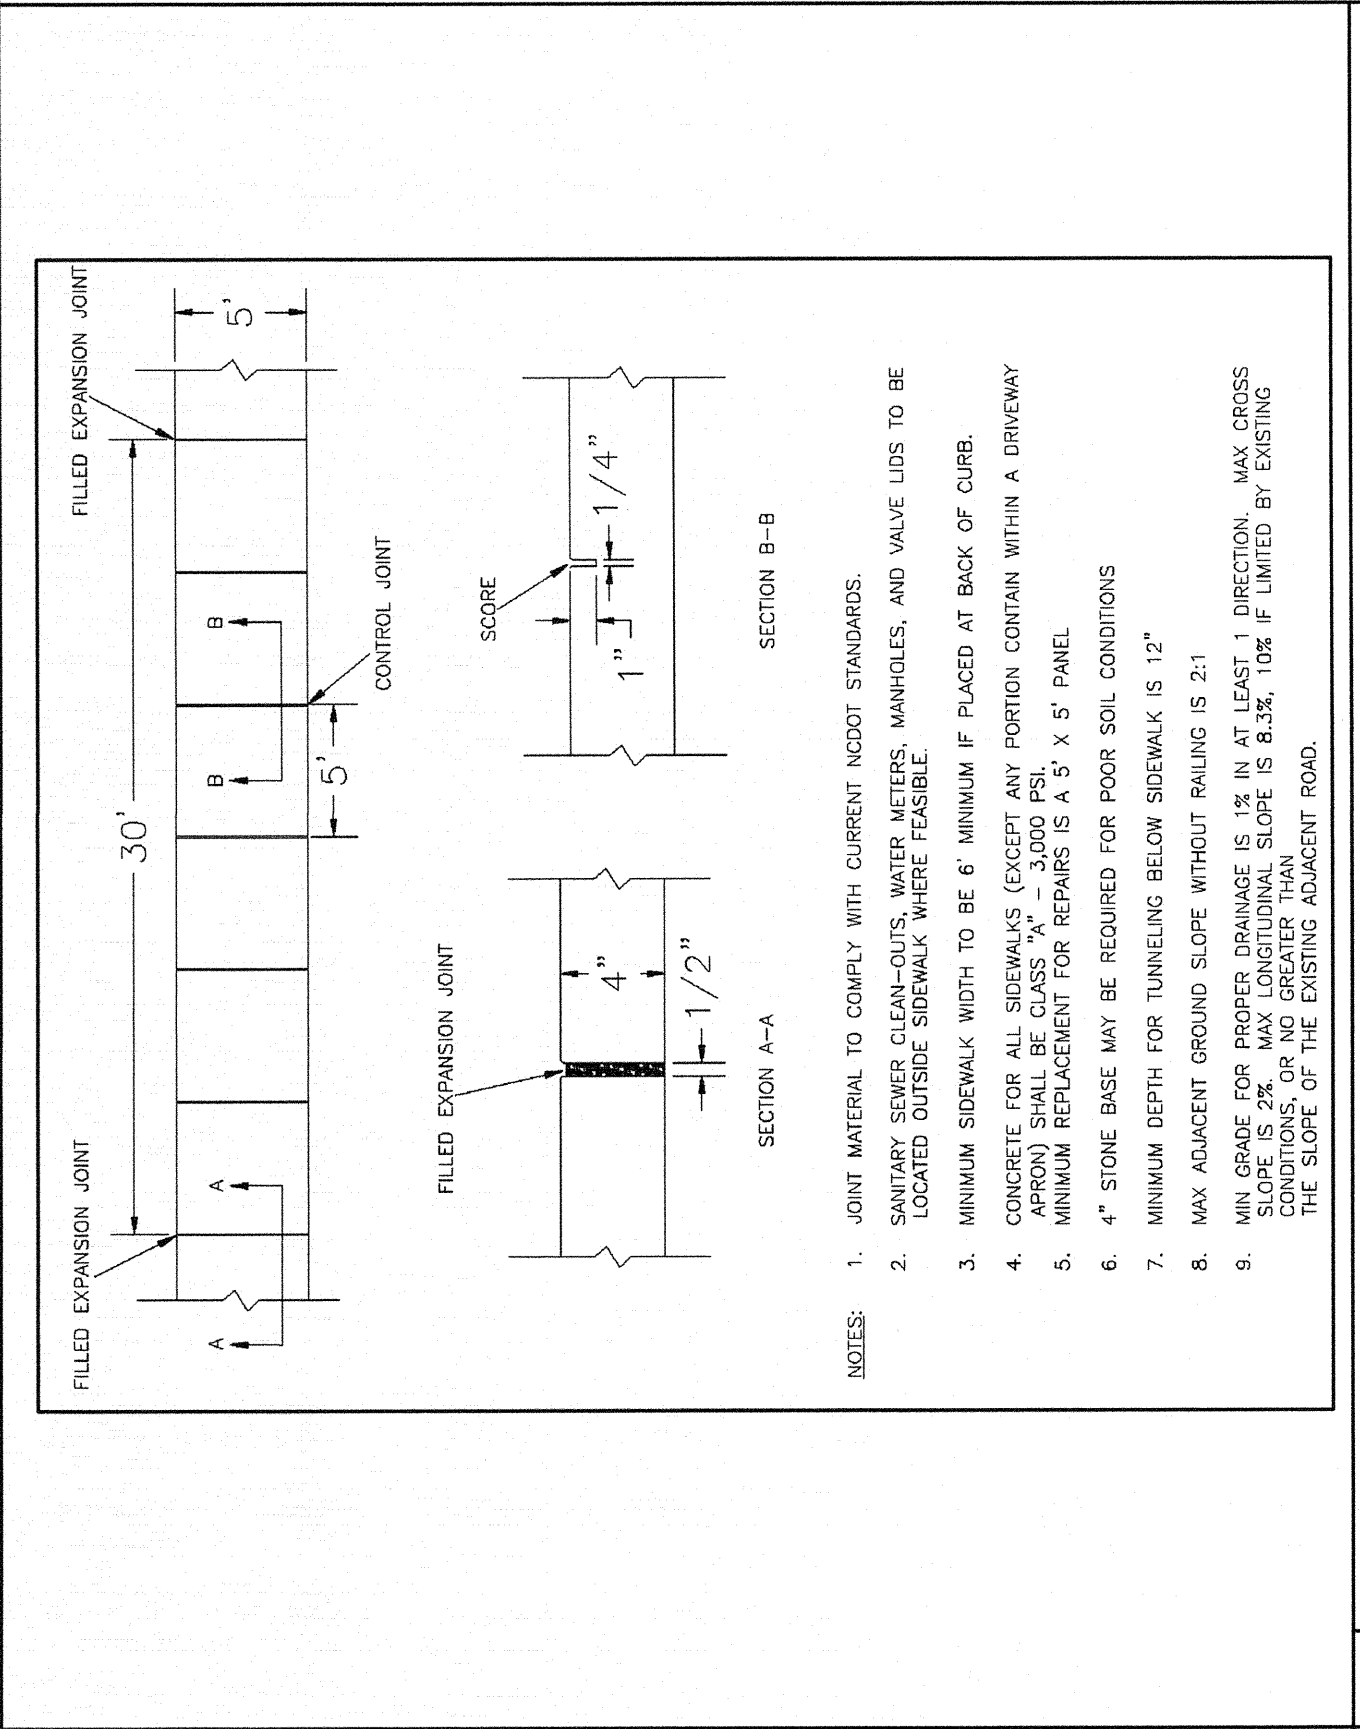 FILLED EXPANSION JOINT
FILLED EXPANSION JOINT
30'
5'
A
A
B
B
5'
CONTROL JOINT
FILLED EXPANSION JOINT
4"
1/2"
SECTION A-A
SCORE
1"
1/4"
SECTION B-B
NOTES:
1. JOINT MATERIAL TO COMPLY WITH CURRENT NCDOT STANDARDS.
2. SANITARY SEWER CLEAN-OUTS, WATER METERS, MANHOLES, AND VALVE LIDS TO BE
LOCATED OUTSIDE SIDEWALK WHERE FEASIBLE.
3. MINIMUM SIDEWALK WIDTH TO BE 6' MINIMUM IF PLACED AT BACK OF CURB.
4. CONCRETE FOR ALL SIDEWALKS (EXCEPT ANY PORTION CONTAIN WITHIN A DRIVEWAY
APRON) SHALL BE CLASS "A" - 3,000 PSI.
5. MINIMUM REPLACEMENT FOR REPAIRS IS A 5' X 5' PANEL
6. 4" STONE BASE MAY BE REQUIRED FOR POOR SOIL CONDITIONS
7. MINIMUM DEPTH FOR TUNNELING BELOW SIDEWALK IS 12"
8. MAX ADJACENT GROUND SLOPE WITHOUT RAILING IS 2:1
9. MIN GRADE FOR PROPER DRAINAGE IS 1% IN AT LEAST 1 DIRECTION. MAX CROSS
SLOPE IS 2%. MAX LONGITUDINAL SLOPE IS 8.3%, 10% IF LIMITED BY EXISTING
CONDITIONS, OR NO GREATER THAN
THE SLOPE OF THE EXISTING ADJACENT ROAD.